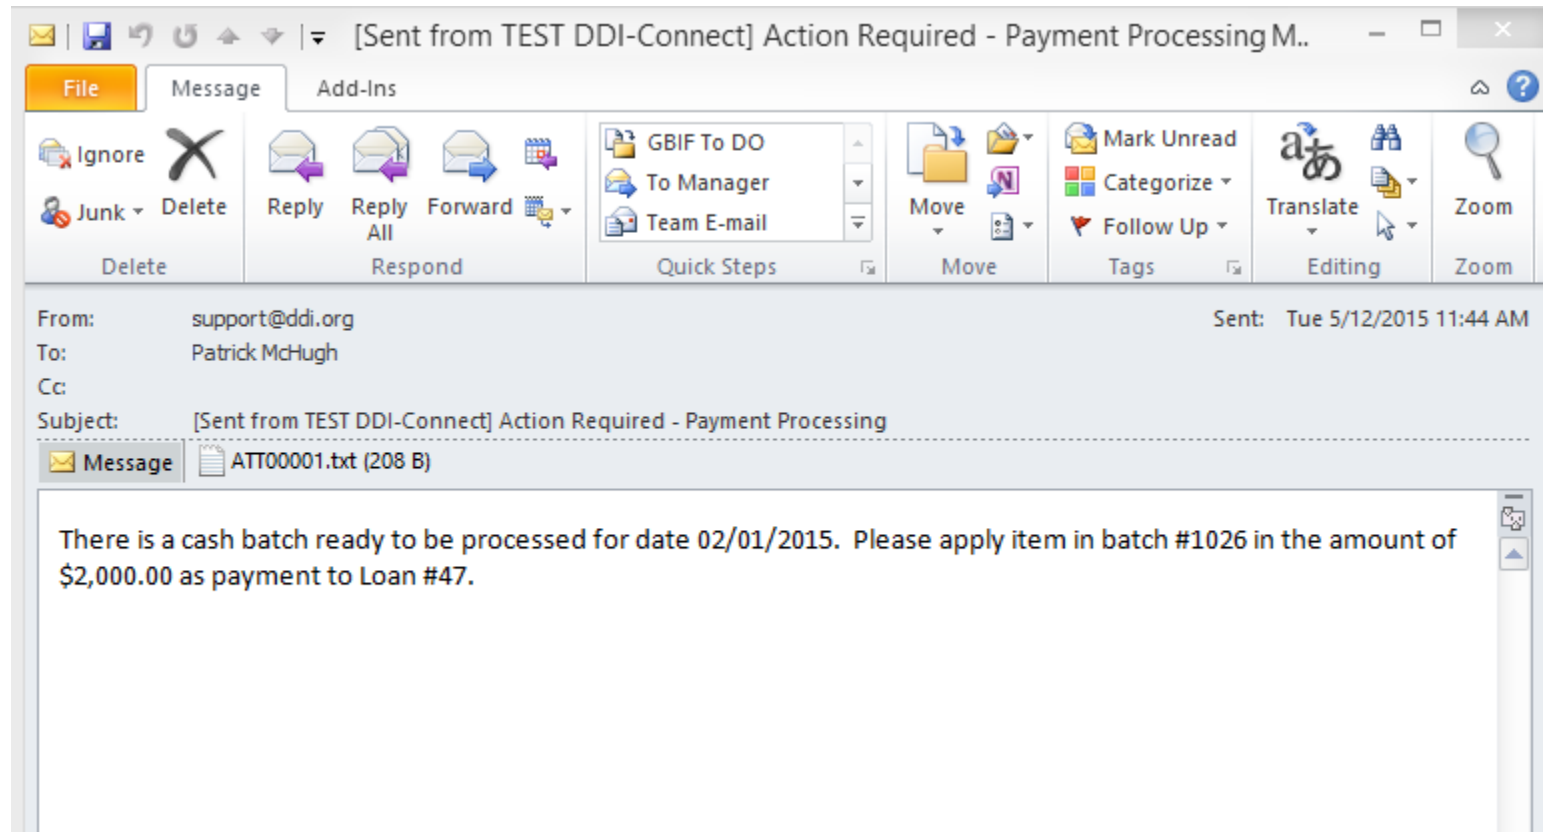 [Sent from TEST DDI-Connect] Action Required - Payment Processing M..
File Message Add-Ins
Ignore
Junk
Delete
Reply
Reply All
Forward
GBIF To DO
To Manager
Team E-mail
Move
Mark Unread
Categorize
Follow Up
Translate
Zoom
Delete Respond Quick Steps Move Tags Editing Zoom
From: support@ddi.org Sent: Tue 5/12/2015 11:44 AM
To: Patrick McHugh
Cc:
Subject: [Sent from TEST DDI-Connect] Action Required - Payment Processing
Message ATT00001.txt (208 B)
There is a cash batch ready to be processed for date 02/01/2015.  Please apply item in batch #1026 in the amount of
$2,000.00 as payment to Loan #47.